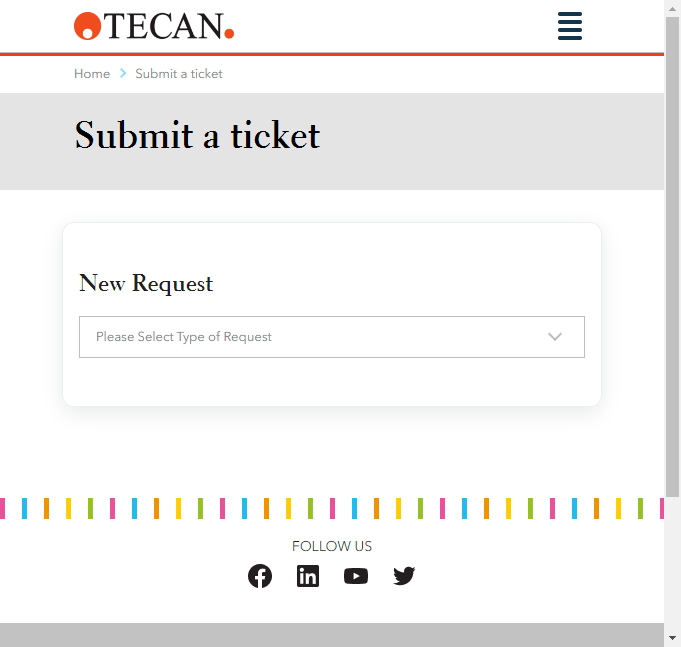 TECAN.
Home > Submit a ticket
Submit a ticket
New Request
Please Select Type of Request
FOLLOW US